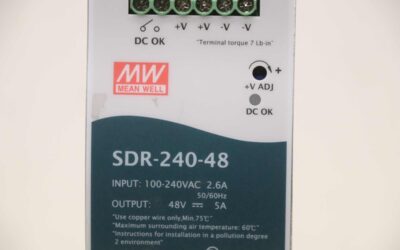 DC OK +V +V -V -V
"Terminal torque 7 Lb-in"
MW
MEAN WELL
+
+V ADJ
DC OK
SDR-240-48
INPUT: 100-240VAC 2.6A
50/60Hz
OUTPUT: 48V ⎓ 5A
"Use copper wire only,Min.75℃"
"Maximum surrounding air temperature: 60℃"
"Instructions for installation in a pollution degree
2 environment"